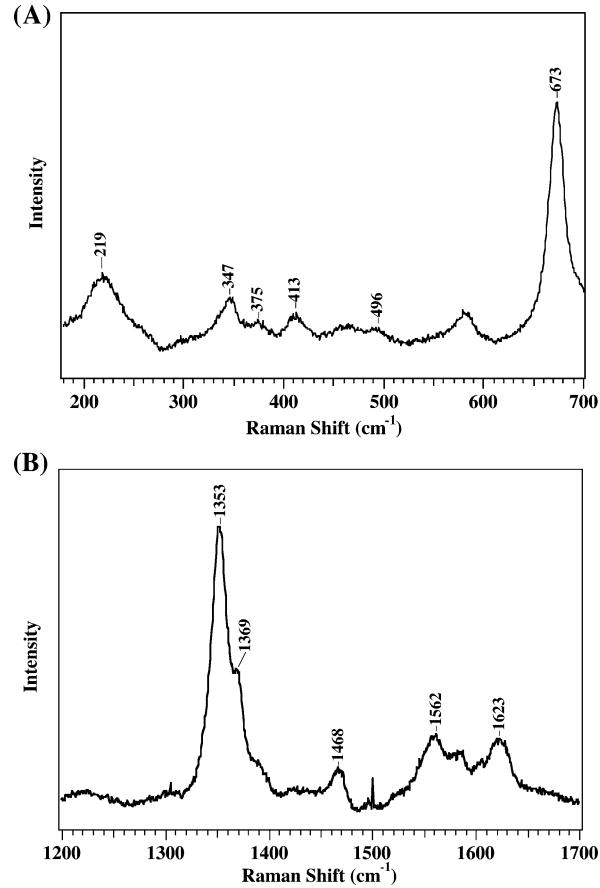 (A)
673
219
347
375
413
496
Intensity
200 300 400 500 600 700
Raman Shift (cm-1)
(B)
1353
1369
1468
1562
1623
Intensity
1200 1300 1400 1500 1600 1700
Raman Shift (cm-1)